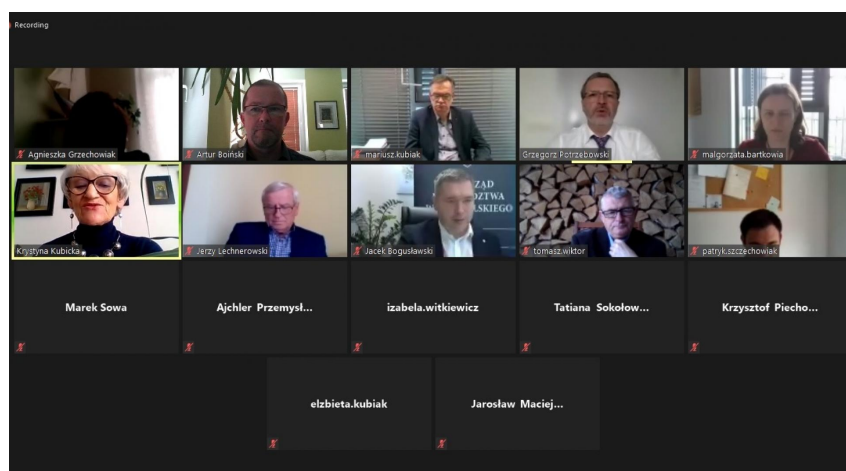 Recording
Agnieszka Grzechowiak
Artur Boiński
mariusz.kubiak
Grzegorz Potrzebowski
malgorzata.bartkowia
Krystyna Kubicka
Jerzy Lechnerowski
Jacek Bogusławski
tomasz.wiktor
patryk.szczechowiak
Marek Sowa
Ajchler Przemysł...
izabela.witkiewicz
Tatiana Sokołow...
Krzysztof Piecho...
elzbieta.kubiak
Jarosław Maciej...